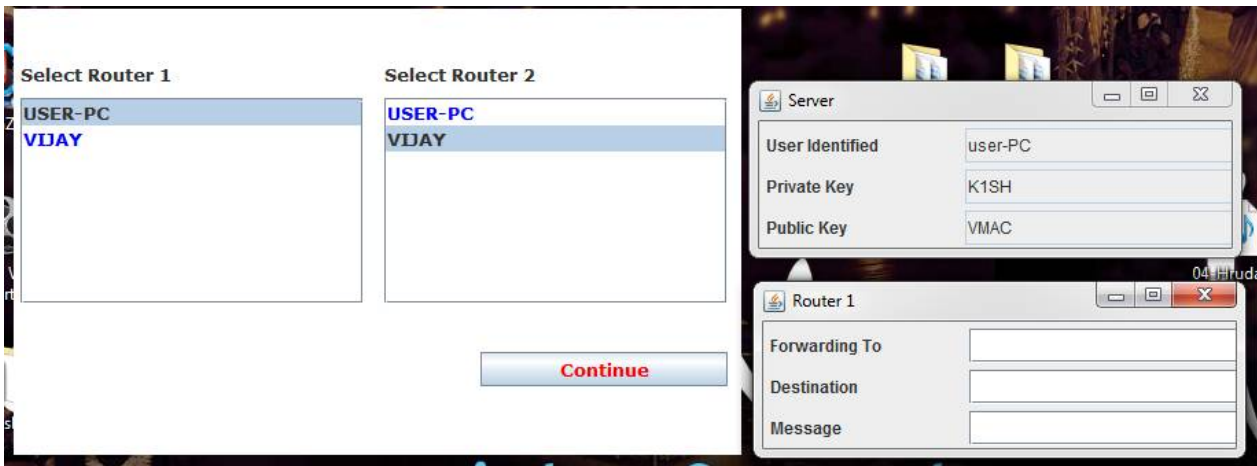 Select Router 1
USER-PC
VIJAY
Select Router 2
USER-PC
VIJAY
Continue
Server
User Identified user-PC
Private Key K1SH
Public Key VMAC
Router 1
Forwarding To
Destination
Message